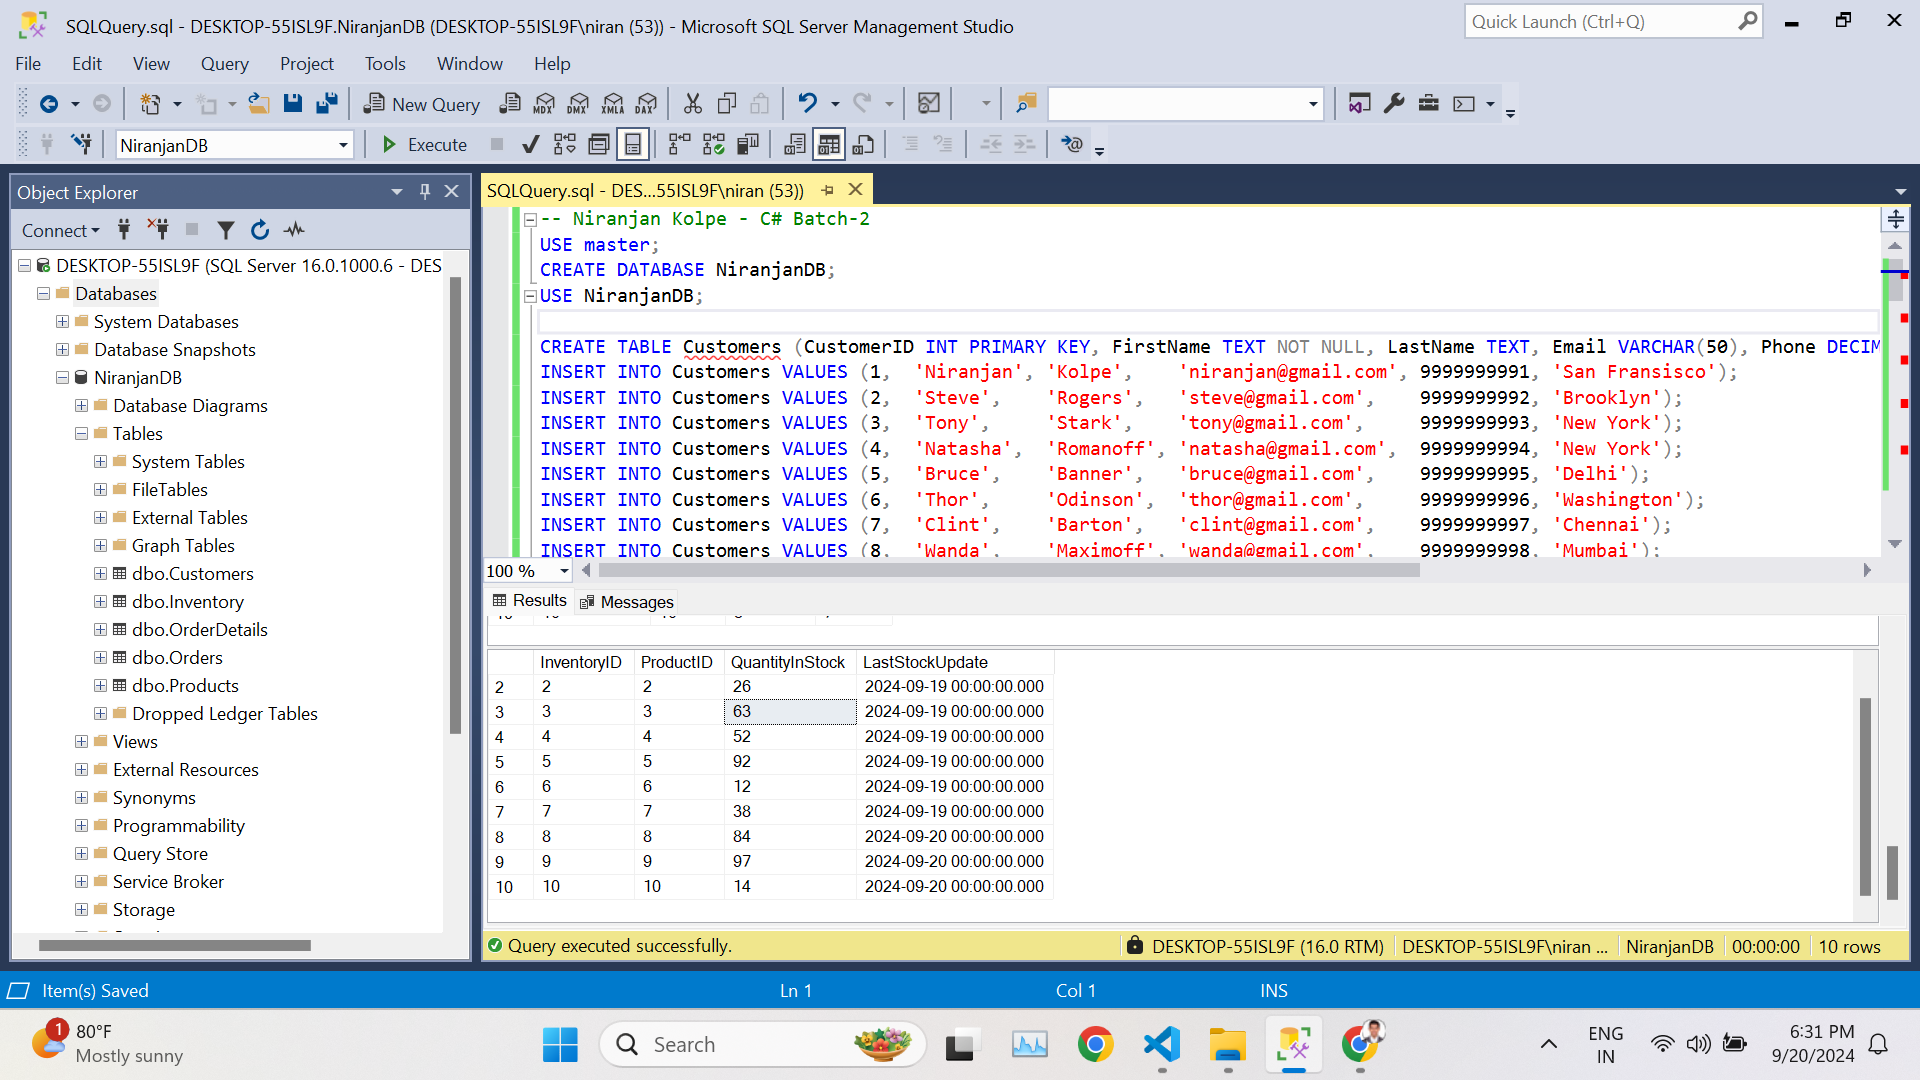 SQLQuery.sql - DESKTOP-55ISL9F.NiranjanDB (DESKTOP-55ISL9F\niran (53)) - Microsoft SQL Server Management Studio
Quick Launch (Ctrl+Q)
File Edit View Query Project Tools Window Help
New Query MDX DMX XMLA DAX
NiranjanDB Execute
Object Explorer
Connect
DESKTOP-55ISL9F (SQL Server 16.0.1000.6 - DES
Databases
System Databases
Database Snapshots
NiranjanDB
Database Diagrams
Tables
System Tables
FileTables
External Tables
Graph Tables
dbo.Customers
dbo.Inventory
dbo.OrderDetails
dbo.Orders
dbo.Products
Dropped Ledger Tables
Views
External Resources
Synonyms
Programmability
Query Store
Service Broker
Storage
SQLQuery.sql - DES...55ISL9F\niran (53))
-- Niranjan Kolpe - C# Batch-2
USE master;
CREATE DATABASE NiranjanDB;
USE NiranjanDB;
CREATE TABLE Customers (CustomerID INT PRIMARY KEY, FirstName TEXT NOT NULL, LastName TEXT, Email VARCHAR(50), Phone DECIM
INSERT INTO Customers VALUES (1, 'Niranjan', 'Kolpe', 'niranjan@gmail.com', 9999999991, 'San Fransisco');
INSERT INTO Customers VALUES (2, 'Steve', 'Rogers', 'steve@gmail.com', 9999999992, 'Brooklyn');
INSERT INTO Customers VALUES (3, 'Tony', 'Stark', 'tony@gmail.com', 9999999993, 'New York');
INSERT INTO Customers VALUES (4, 'Natasha', 'Romanoff', 'natasha@gmail.com', 9999999994, 'New York');
INSERT INTO Customers VALUES (5, 'Bruce', 'Banner', 'bruce@gmail.com', 9999999995, 'Delhi');
INSERT INTO Customers VALUES (6, 'Thor', 'Odinson', 'thor@gmail.com', 9999999996, 'Washington');
INSERT INTO Customers VALUES (7, 'Clint', 'Barton', 'clint@gmail.com', 9999999997, 'Chennai');
INSERT INTO Customers VALUES (8, 'Wanda', 'Maximoff', 'wanda@gmail.com', 9999999998, 'Mumbai');
100 %
Results Messages
InventoryID ProductID QuantityInStock LastStockUpdate
2 2 2 26 2024-09-19 00:00:00.000
3 3 3 63 2024-09-19 00:00:00.000
4 4 4 52 2024-09-19 00:00:00.000
5 5 5 92 2024-09-19 00:00:00.000
6 6 6 12 2024-09-19 00:00:00.000
7 7 7 38 2024-09-19 00:00:00.000
8 8 8 84 2024-09-20 00:00:00.000
9 9 9 97 2024-09-20 00:00:00.000
10 10 10 14 2024-09-20 00:00:00.000
Query executed successfully. DESKTOP-55ISL9F (16.0 RTM) DESKTOP-55ISL9F\niran ... NiranjanDB 00:00:00 10 rows
Item(s) Saved Ln 1 Col 1 INS
1
80°F
Mostly sunny
Search
ENG
IN
6:31 PM
9/20/2024